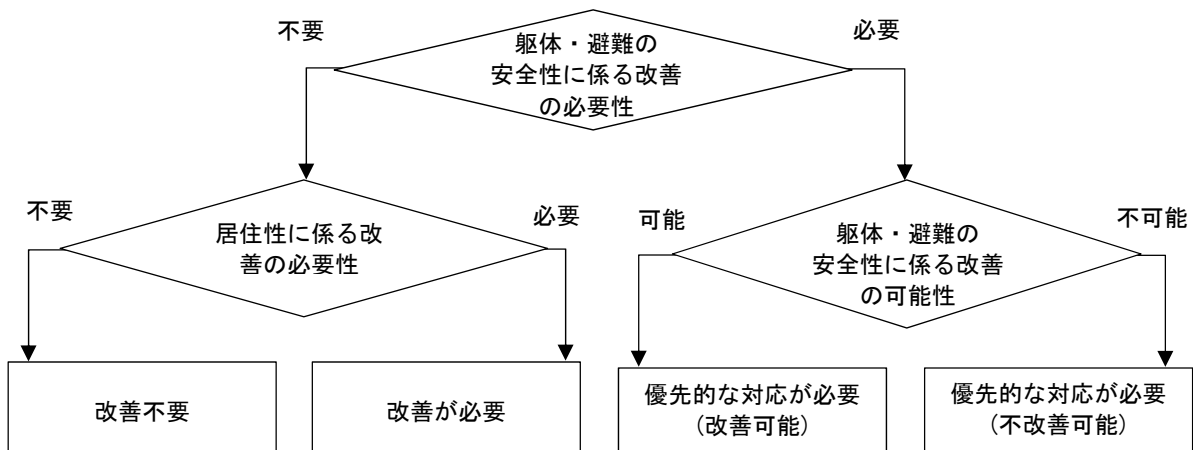 不要
必要
躯体・避難の
安全性に係る改善
の必要性
不要
必要
居住性に係る改
善の必要性
可能
不可能
躯体・避難の
安全性に係る改善
の可能性
改善不要
改善が必要
優先的な対応が必要
(改善可能)
優先的な対応が必要
(不改善可能)